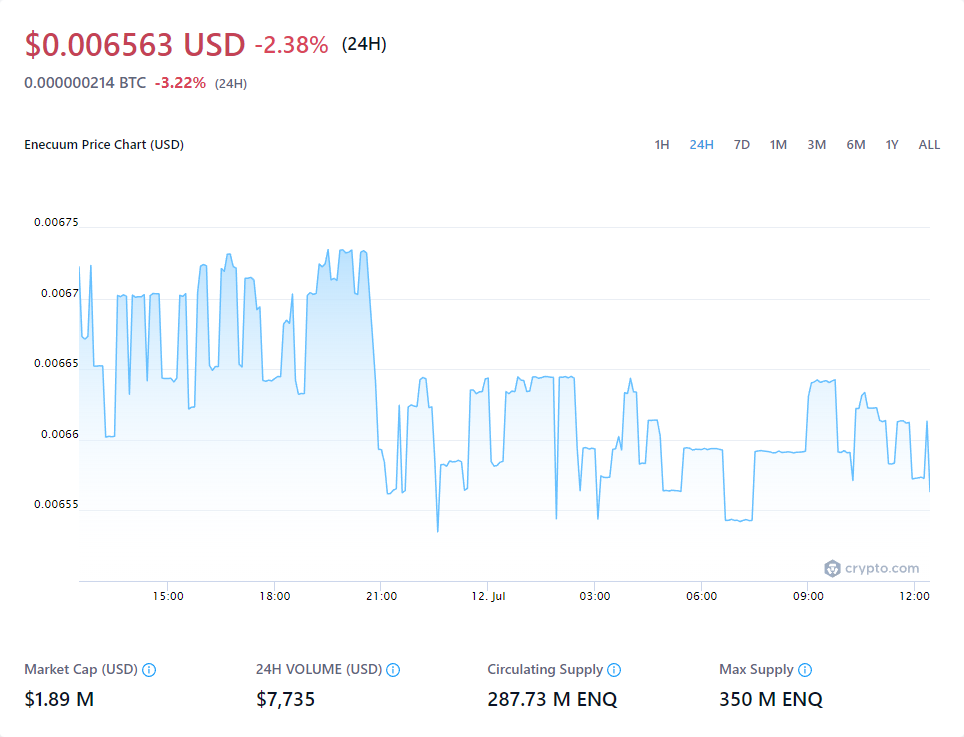 $0.006563 USD -2.38% (24H)
0.000000214 BTC -3.22% (24H)
Enecuum Price Chart (USD) 1H 24H 7D 1M 3M 6M 1Y ALL
0.00675
0.0067
0.00665
0.0066
0.00655
crypto.com
15:00 18:00 21:00 12. Jul 03:00 06:00 09:00 12:00
Market Cap (USD) 24H VOLUME (USD) Circulating Supply Max Supply
$1.89 M $7,735 287.73 M ENQ 350 M ENQ